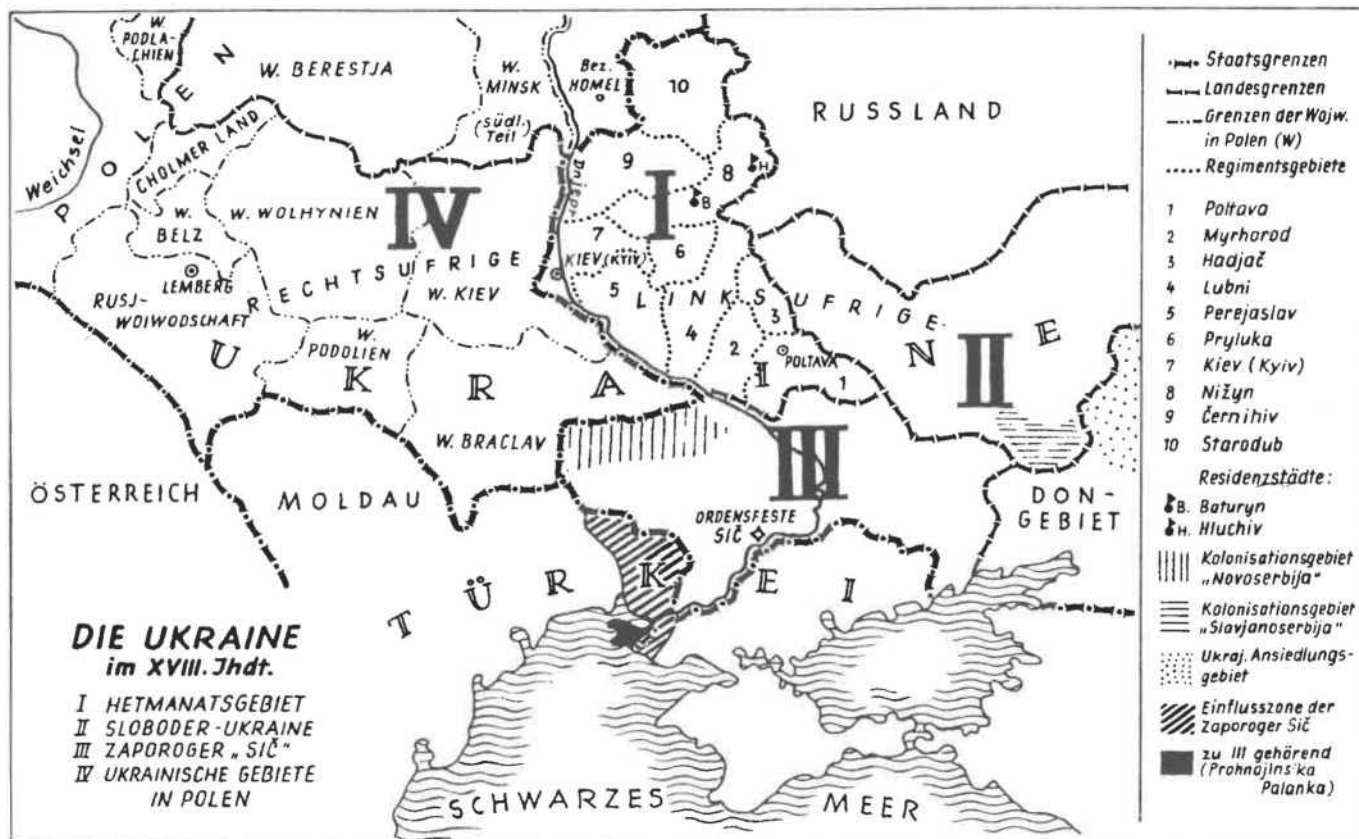 W.
PODLA-
CHIEN
POLEN
W. BERESTJA
W.
MINSK
(südl.
Teil)
Bez.
HOMEL
10
RUSSLAND
Weichsel
CHOLMER LAND
Dnipr
9
8
H
I
B
W. WOLHYNIEN
IV
W.
BELZ
7
6
KIEV (KYIV)
LEMBERG
RECHTSUFRIGE
W. KIEV
5
LINKSUFRIGE
3
RUSJ-
WOIWODSCHAFT
4
2
POLTAVA
1
II
W.
PODOLIEN
UKRAINE
W. BRACLAV
III
ÖSTERREICH
MOLDAU
ORDENSFESTE
SIČ
DON-
GEBIET
TÜRKEI
SCHWARZES MEER
DIE UKRAINE
im XVIII. Jhdt.
I HETMANATSGEBIET
II SLOBODER-UKRAINE
III ZAPOROGER „SIČ“
IV UKRAINISCHE GEBIETE
IN POLEN
Staatsgrenzen
Landesgrenzen
Grenzen der Wojw.
in Polen (W)
Regimentsgebiete
1 Poltava
2 Myrhorod
3 Hadjač
4 Lubni
5 Perejaslav
6 Pryluka
7 Kiev (Kyiv)
8 Nižyn
9 Černihiv
10 Starodub
Residenzstädte:
B. Baturyn
H. Hluchiv
Kolonisationsgebiet
„Novoserbija“
Kolonisationsgebiet
„Slavjanoserbija“
Ukraj. Ansiedlungs-
gebiet
Einflusszone der
Zaporoger Sič
zu III gehörend
(Prohnojinsika
Palanka)